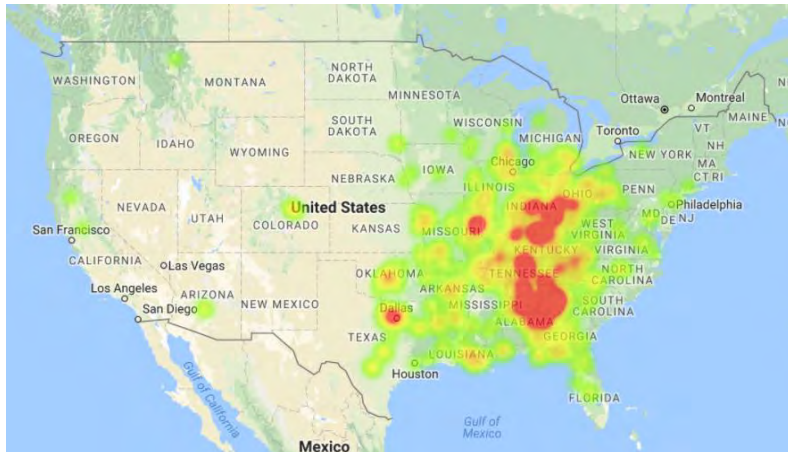 WASHINGTON
MONTANA
NORTH
DAKOTA
MINNESOTA
Ottawa
Montreal
MAINE
OREGON
IDAHO
WYOMING
SOUTH
DAKOTA
WISCONSIN
MICHIGAN
Toronto
VT
NH
NEW YORK
MA
CT RI
NEBRASKA
IOWA
Chicago
ILLINOIS
INDIANA
OHIO
PENN
Philadelphia
MD
DE
NJ
NEVADA
UTAH
COLORADO
United States
KANSAS
MISSOURI
WEST
VIRGINIA
KENTUCKY
VIRGINIA
San Francisco
CALIFORNIA
Las Vegas
OKLAHOMA
TENNESSEE
NORTH
CAROLINA
Los Angeles
ARIZONA
NEW MEXICO
ARKANSAS
MISSISSIPPI
SOUTH
CAROLINA
San Diego
Dallas
ALABAMA
TEXAS
GEORGIA
LOUISIANA
Houston
Gulf of
California
FLORIDA
Gulf of
Mexico
Mexico